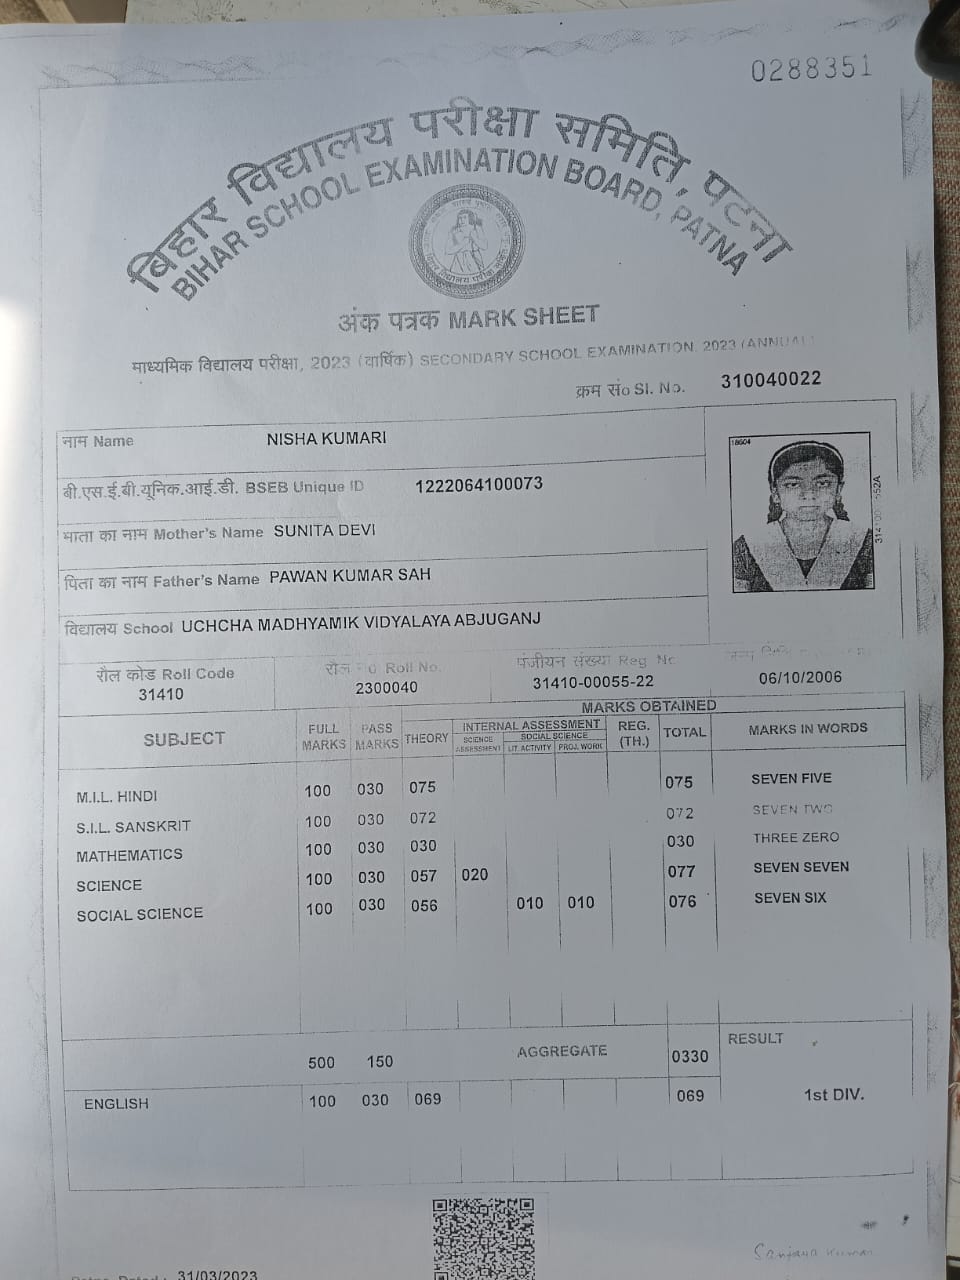 0288351
बिहार विद्यालय परीक्षा समिति, पटना
BIHAR SCHOOL EXAMINATION BOARD, PATNA
अंक पत्रक MARK SHEET
माध्यमिक विद्यालय परीक्षा, 2023 (वार्षिक) SECONDARY SCHOOL EXAMINATION, 2023 (ANNUAL)
क्रम सं० Sl. No. 310040022
नाम Name NISHA KUMARI
18604
बी.एस.ई.बी.यूनिक.आई.डी. BSEB Unique ID 1222064100073
माता का नाम Mother's Name SUNITA DEVI
पिता का नाम Father's Name PAWAN KUMAR SAH
विद्यालय School UCHCHA MADHYAMIK VIDYALAYA ABJUGANJ
रौल कोड Roll Code रौल Roll No. पंजीयन संख्या Reg No
31410 2300040 31410-00055-22 06/10/2006
MARKS OBTAINED
SUBJECT FULL MARKS PASS MARKS THEORY INTERNAL ASSESSMENT REG. (TH.) TOTAL MARKS IN WORDS
SCIENCE ASSESSMENT SOCIAL SCIENCE
LIT. ACTIVITY PROJ. WORK
M.I.L. HINDI 100 030 075 075 SEVEN FIVE
S.I.L. SANSKRIT 100 030 072 072 SEVEN TWO
MATHEMATICS 100 030 030 030 THREE ZERO
SCIENCE 100 030 057 020 077 SEVEN SEVEN
SOCIAL SCIENCE 100 030 056 010 010 076 SEVEN SIX
500 150 AGGREGATE 0330 RESULT
ENGLISH 100 030 069 069 1st DIV.
Sanjaya Kumar
Dated : 31/03/2023